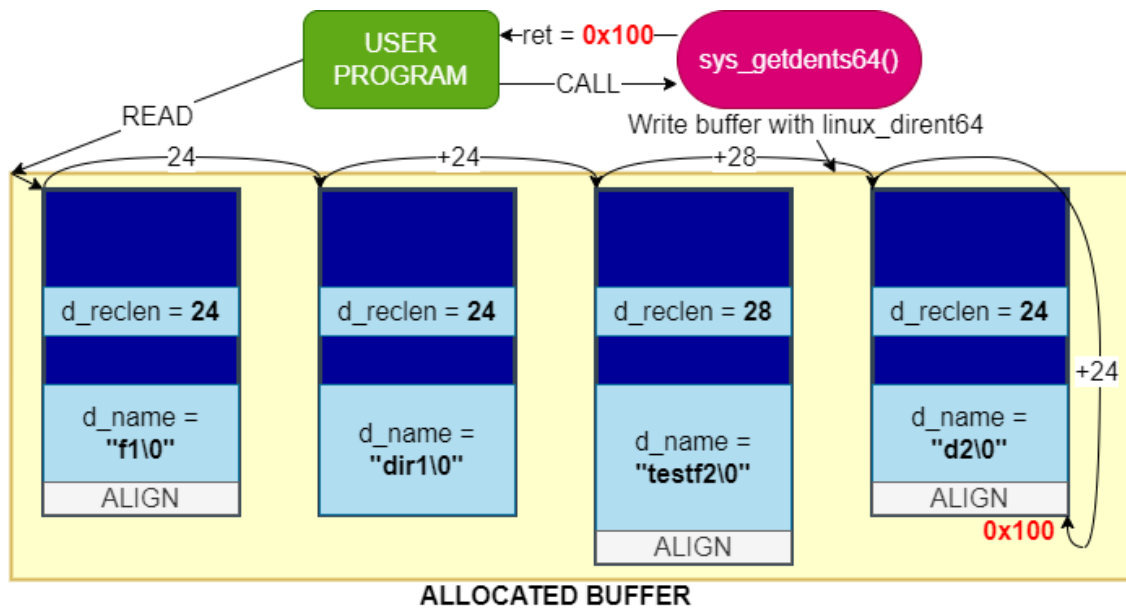 USER
PROGRAM
ret = 0x100
sys_getdents64()
CALL
READ
Write buffer with linux_dirent64
24
+24
+28
d_reclen = 24
d_reclen = 24
d_reclen = 28
d_reclen = 24
+24
d_name =
"f1\0"
d_name =
"dir1\0"
d_name =
"testf2\0"
d_name =
"d2\0"
ALIGN
ALIGN
ALIGN
0x100
ALLOCATED BUFFER